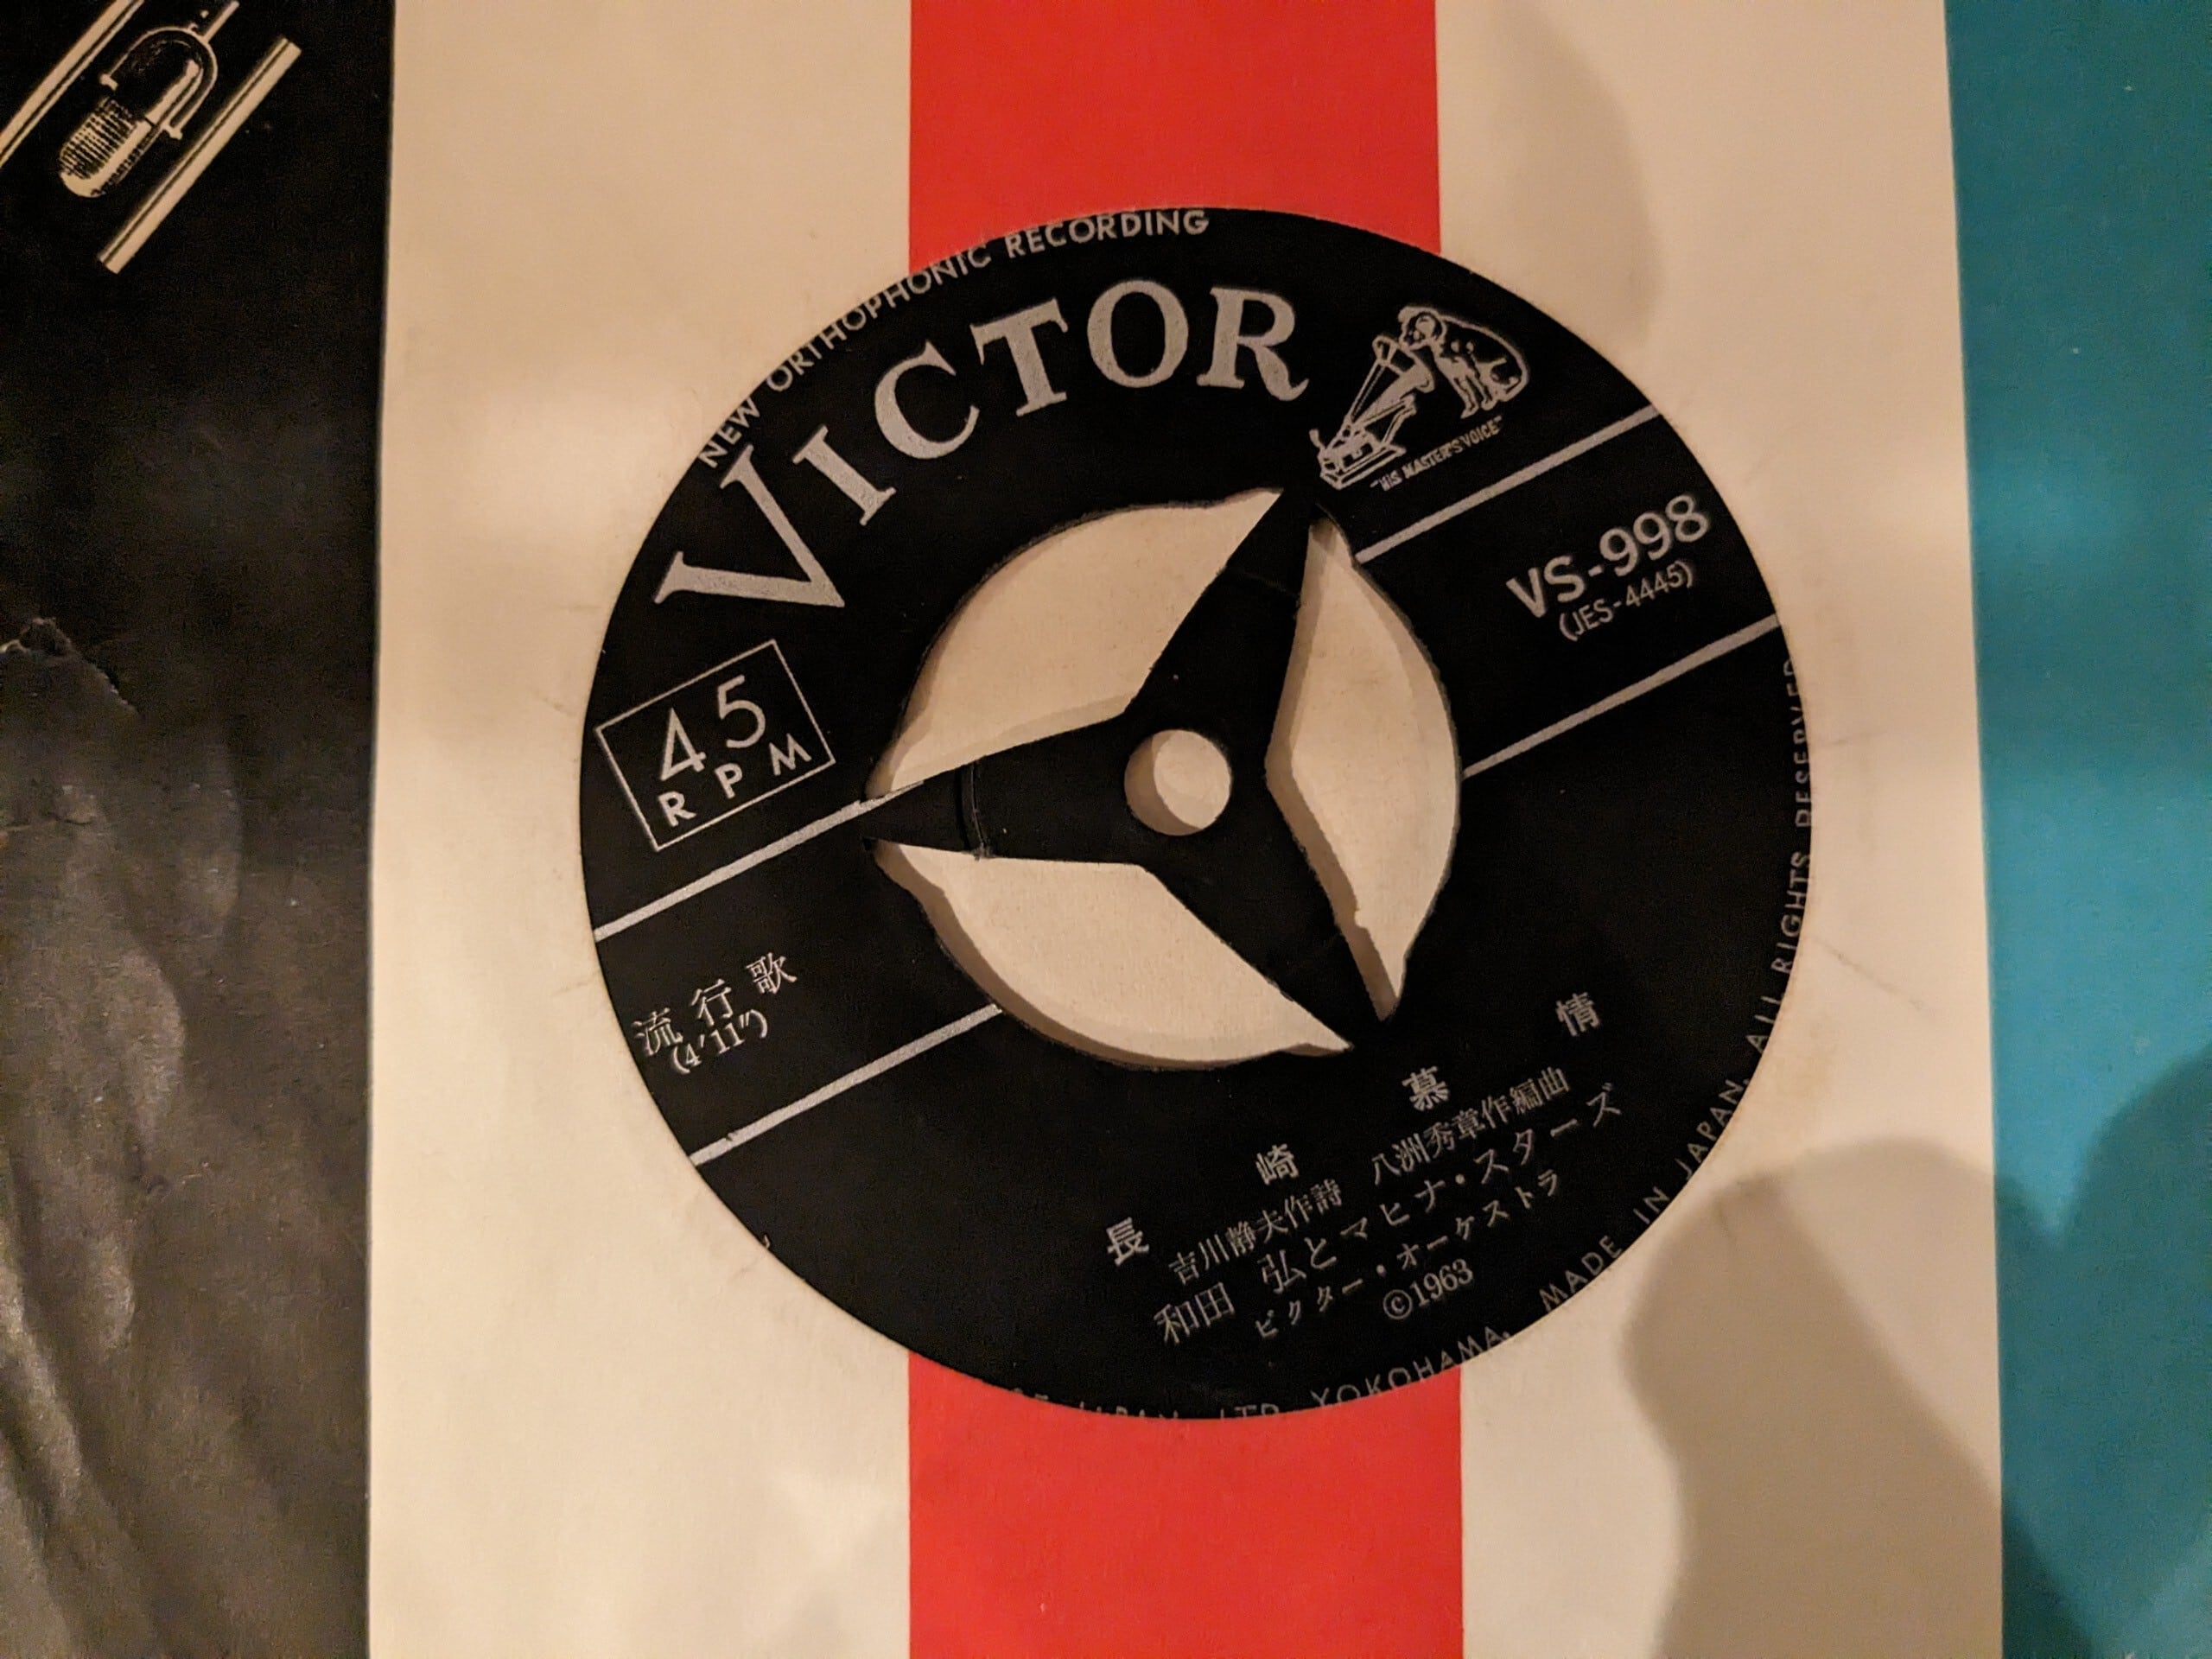 NEW ORTHOPHONIC RECORDING
VICTOR
"HIS MASTER'S VOICE"
45
RPM
VS-998
(JES-4445)
流行歌
(4'11")
長崎慕情
吉川静夫作詩 八洲秀章作編曲
和田 弘とマヒナ・スターズ
ビクター・オーケストラ
©1963
JAPAN, LTD. YOKOHAMA. MADE IN JAPAN. ALL RIGHTS RESERVED